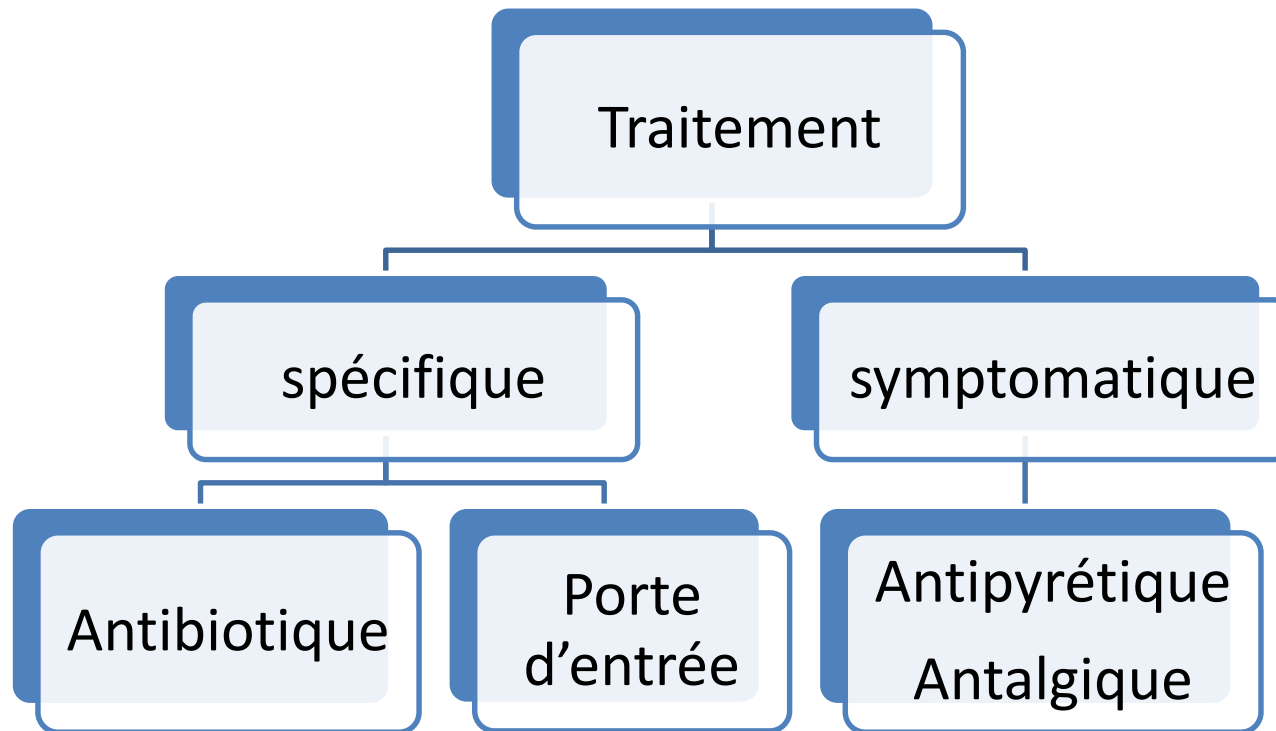 Traitement
spécifique
symptomatique
Antibiotique
Porte
d’entrée
Antipyrétique
Antalgique